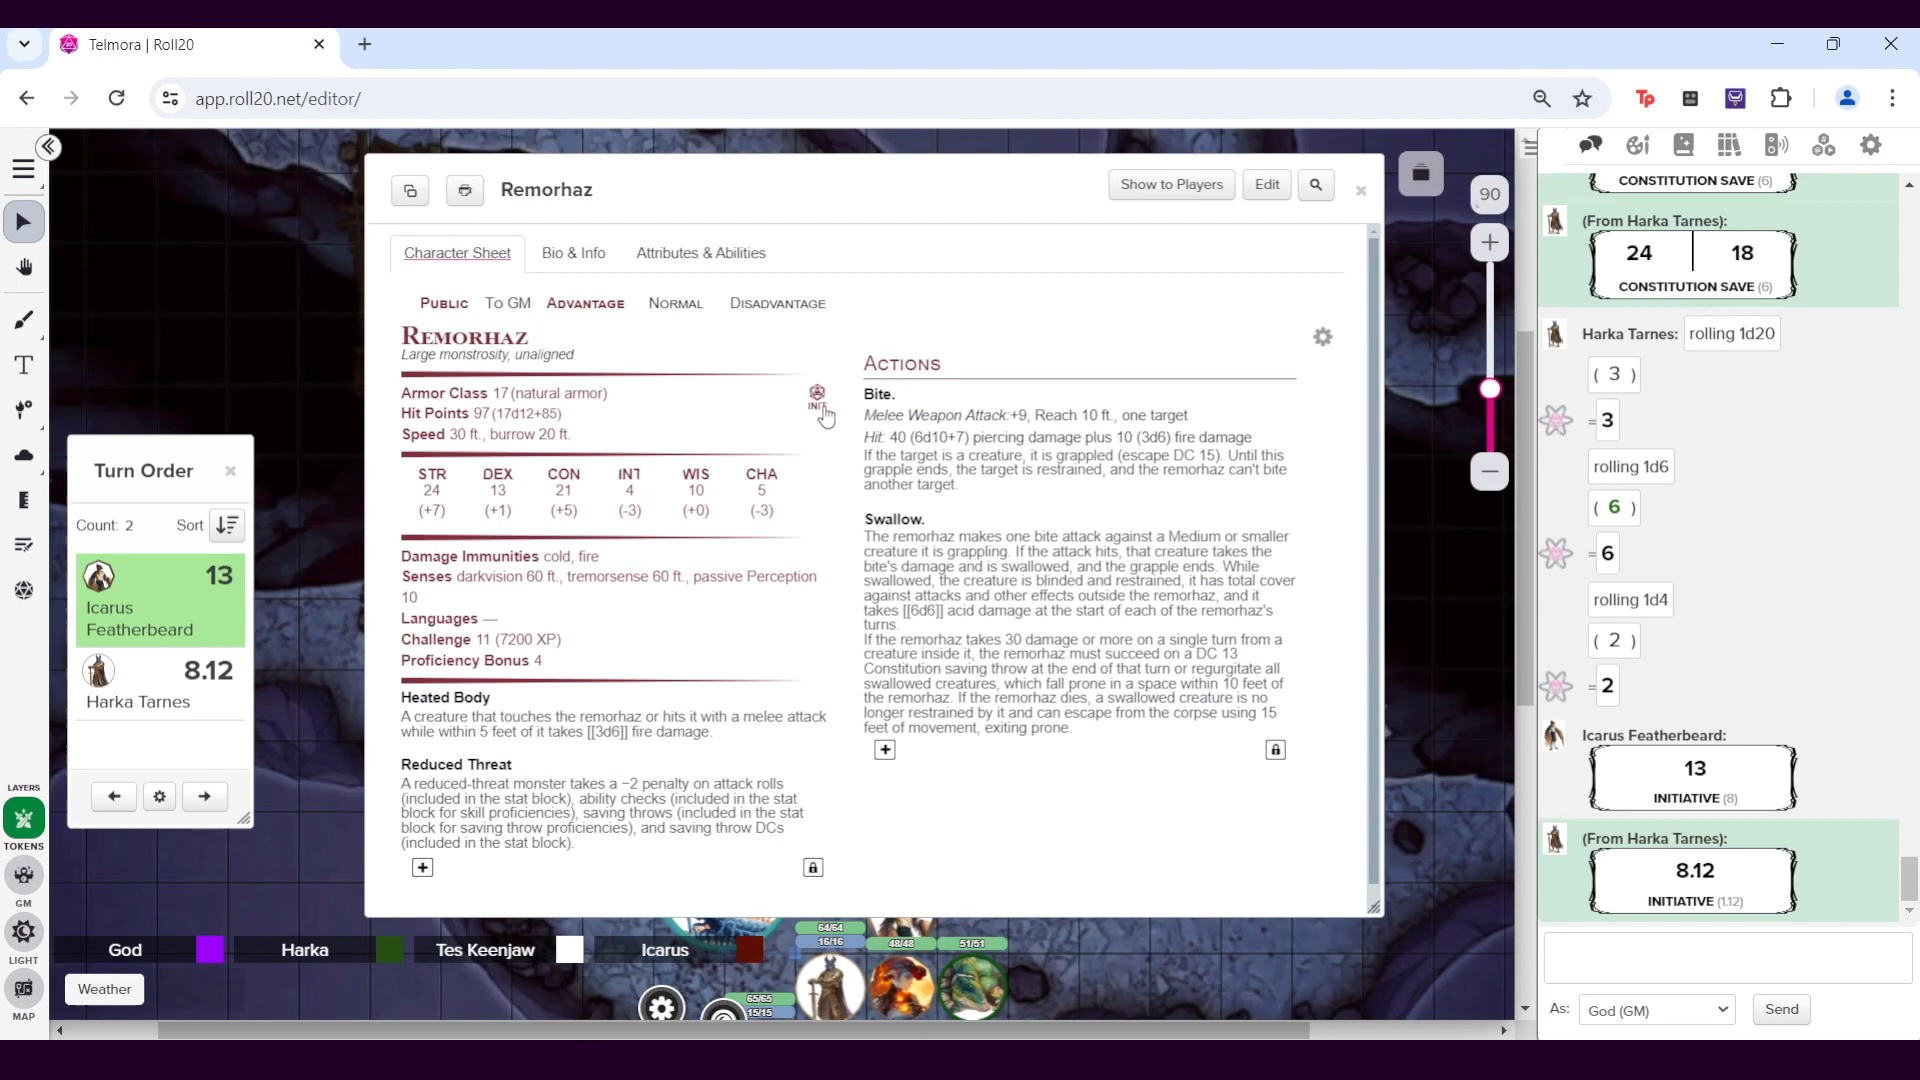 Telmora | Roll20
app.roll20.net/editor/
Remorhaz
Show to Players
Edit
90
Character Sheet
Bio & Info
Attributes & Abilities
PUBLIC
TO GM
ADVANTAGE
NORMAL
DISADVANTAGE
REMORHAZ
Large monstrosity, unaligned
Armor Class 17 (natural armor)
Hit Points 97 (17d12+85)
Speed 30 ft., burrow 20 ft.
INIT
STR DEX CON INT WIS CHA
24 13 21 4 10 5
(+7) (+1) (+5) (-3) (+0) (-3)
Damage Immunities cold, fire
Senses darkvision 60 ft., tremorsense 60 ft., passive Perception
10
Languages —
Challenge 11 (7200 XP)
Proficiency Bonus 4
Heated Body
A creature that touches the remorhaz or hits it with a melee attack
while within 5 feet of it takes [[3d6]] fire damage.
Reduced Threat
A reduced-threat monster takes a −2 penalty on attack rolls
(included in the stat block), ability checks (included in the stat
block for skill proficiencies), saving throws (included in the stat
block for saving throw proficiencies), and saving throw DCs
(included in the stat block).
ACTIONS
Bite.
Melee Weapon Attack:+9, Reach 10 ft., one target
Hit: 40 (6d10+7) piercing damage plus 10 (3d6) fire damage
If the target is a creature, it is grappled (escape DC 15). Until this
grapple ends, the target is restrained, and the remorhaz can't bite
another target.
Swallow.
The remorhaz makes one bite attack against a Medium or smaller
creature it is grappling. If the attack hits, that creature takes the
bite's damage and is swallowed, and the grapple ends. While
swallowed, the creature is blinded and restrained, it has total cover
against attacks and other effects outside the remorhaz, and it
takes [[6d6]] acid damage at the start of each of the remorhaz's
turns.
If the remorhaz takes 30 damage or more on a single turn from a
creature inside it, the remorhaz must succeed on a DC 13
Constitution saving throw at the end of that turn or regurgitate all
swallowed creatures, which fall prone in a space within 10 feet of
the remorhaz. If the remorhaz dies, a swallowed creature is no
longer restrained by it and can escape from the corpse using 15
feet of movement, exiting prone.
Turn Order
Count: 2
Sort
13
Icarus
Featherbeard
8.12
Harka Tarnes
LAYERS
TOKENS
GM
LIGHT
MAP
God
Harka
Tes Keenjaw
Icarus
Weather
64/64
16/16
48/48
51/51
65/65
15/15
CONSTITUTION SAVE (6)
(From Harka Tarnes):
24 18
CONSTITUTION SAVE (6)
Harka Tarnes: rolling 1d20
( 3 )
=3
rolling 1d6
( 6 )
=6
rolling 1d4
( 2 )
=2
Icarus Featherbeard:
13
INITIATIVE (8)
(From Harka Tarnes):
8.12
INITIATIVE (1.12)
As: God (GM)
Send